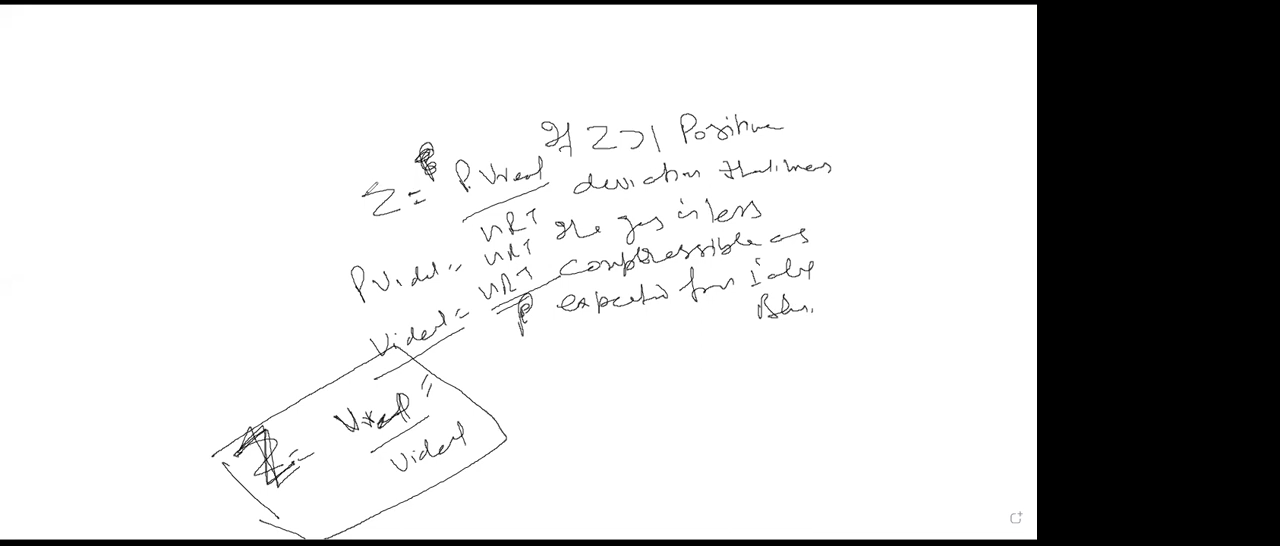 If Z>1 Positive
deviation that means
the gas is less
compressible as
expected from ideal
Z = P. Vreal / nRT
P Videal = nRT
Videal = nRT / P
Z = Vreal / Videal